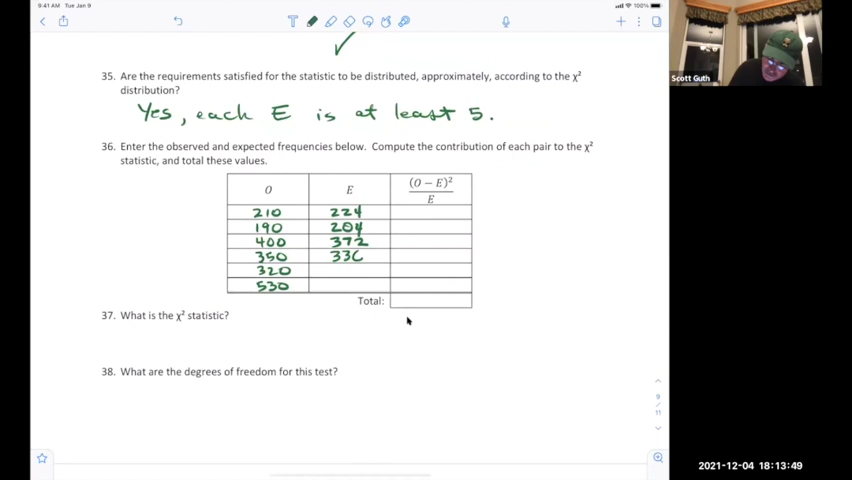 9:41 AM Tue Jan 9
100%
35. Are the requirements satisfied for the statistic to be distributed, approximately, according to the χ²
distribution?
Yes, each E is at least 5.
36. Enter the observed and expected frequencies below. Compute the contribution of each pair to the χ²
statistic, and total these values.
O E (O − E)² / E
210 224
190 204
400 372
350 336
320
530
Total:
37. What is the χ² statistic?
38. What are the degrees of freedom for this test?
9
/
11
Scott Guth
2021-12-04 18:13:49